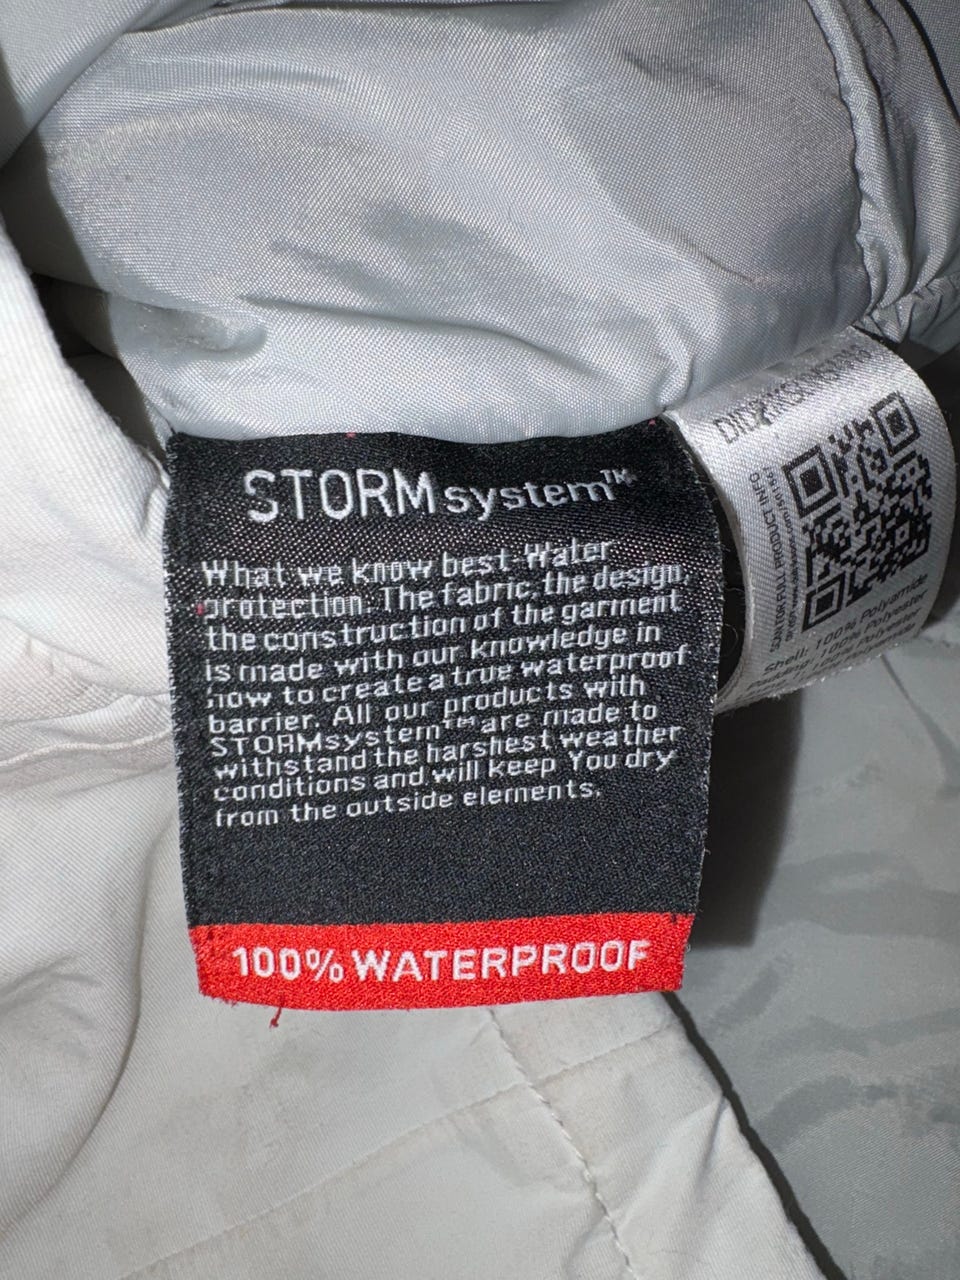 STORMsystem™
What we know best-Water
protection. The fabric, the design,
the construction of the garment
is made with our knowledge in
how to create a true waterproof
barrier. All our products with
STORMsystem™ are made to
withstand the harshest weather
conditions and will keep You dry
from the outside elements.
100% WATERPROOF
SCAN FOR FULL PRODUCT INFO
Shell: 100% Polyamide
100% Polyester